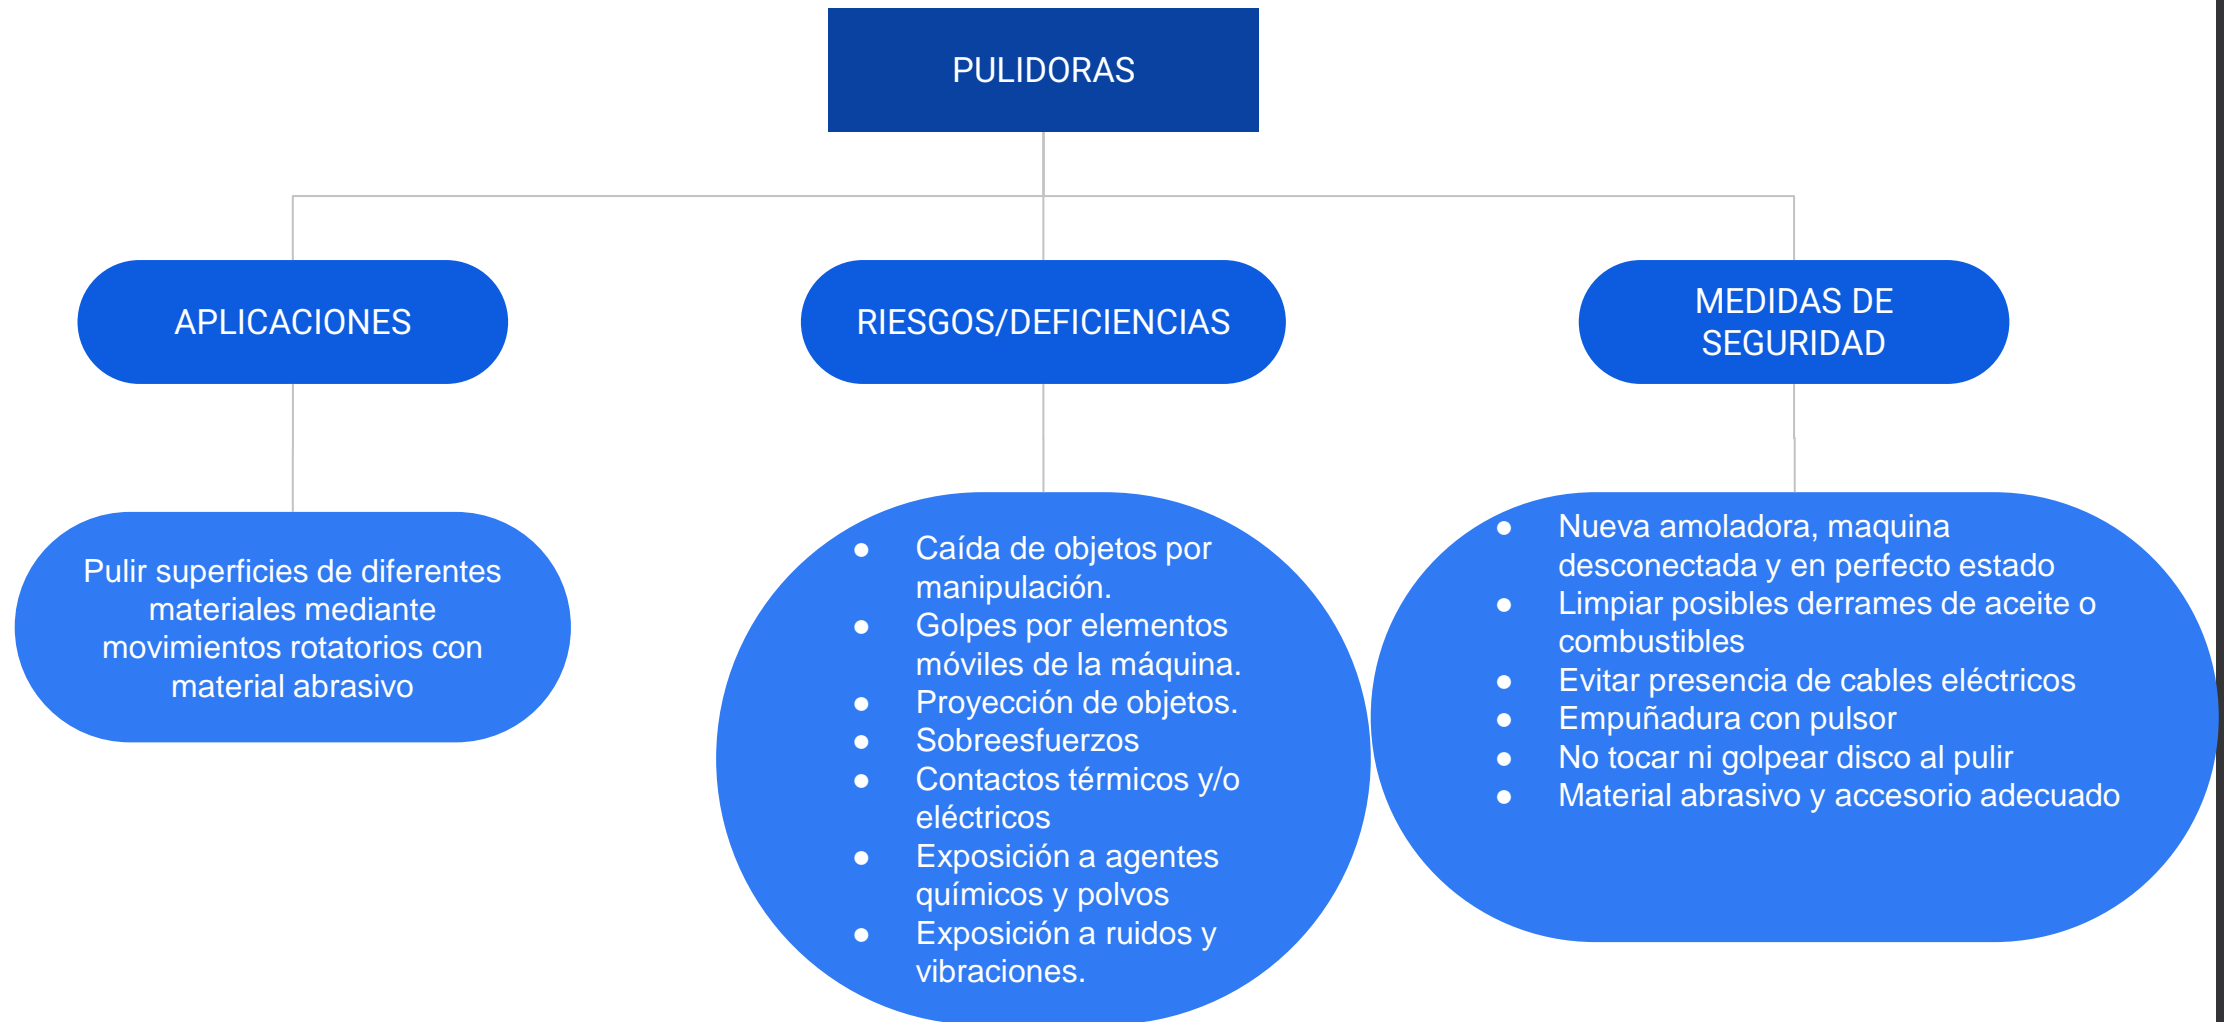 PULIDORAS
APLICACIONES
RIESGOS/DEFICIENCIAS
MEDIDAS DE
SEGURIDAD
Pulir superficies de diferentes
materiales mediante
movimientos rotatorios con
material abrasivo
● Caída de objetos por
manipulación.
● Golpes por elementos
móviles de la máquina.
● Proyección de objetos.
● Sobreesfuerzos
● Contactos térmicos y/o
eléctricos
● Exposición a agentes
químicos y polvos
● Exposición a ruidos y
vibraciones.
● Nueva amoladora, maquina
desconectada y en perfecto estado
● Limpiar posibles derrames de aceite o
combustibles
● Evitar presencia de cables eléctricos
● Empuñadura con pulsor
● No tocar ni golpear disco al pulir
● Material abrasivo y accesorio adecuado